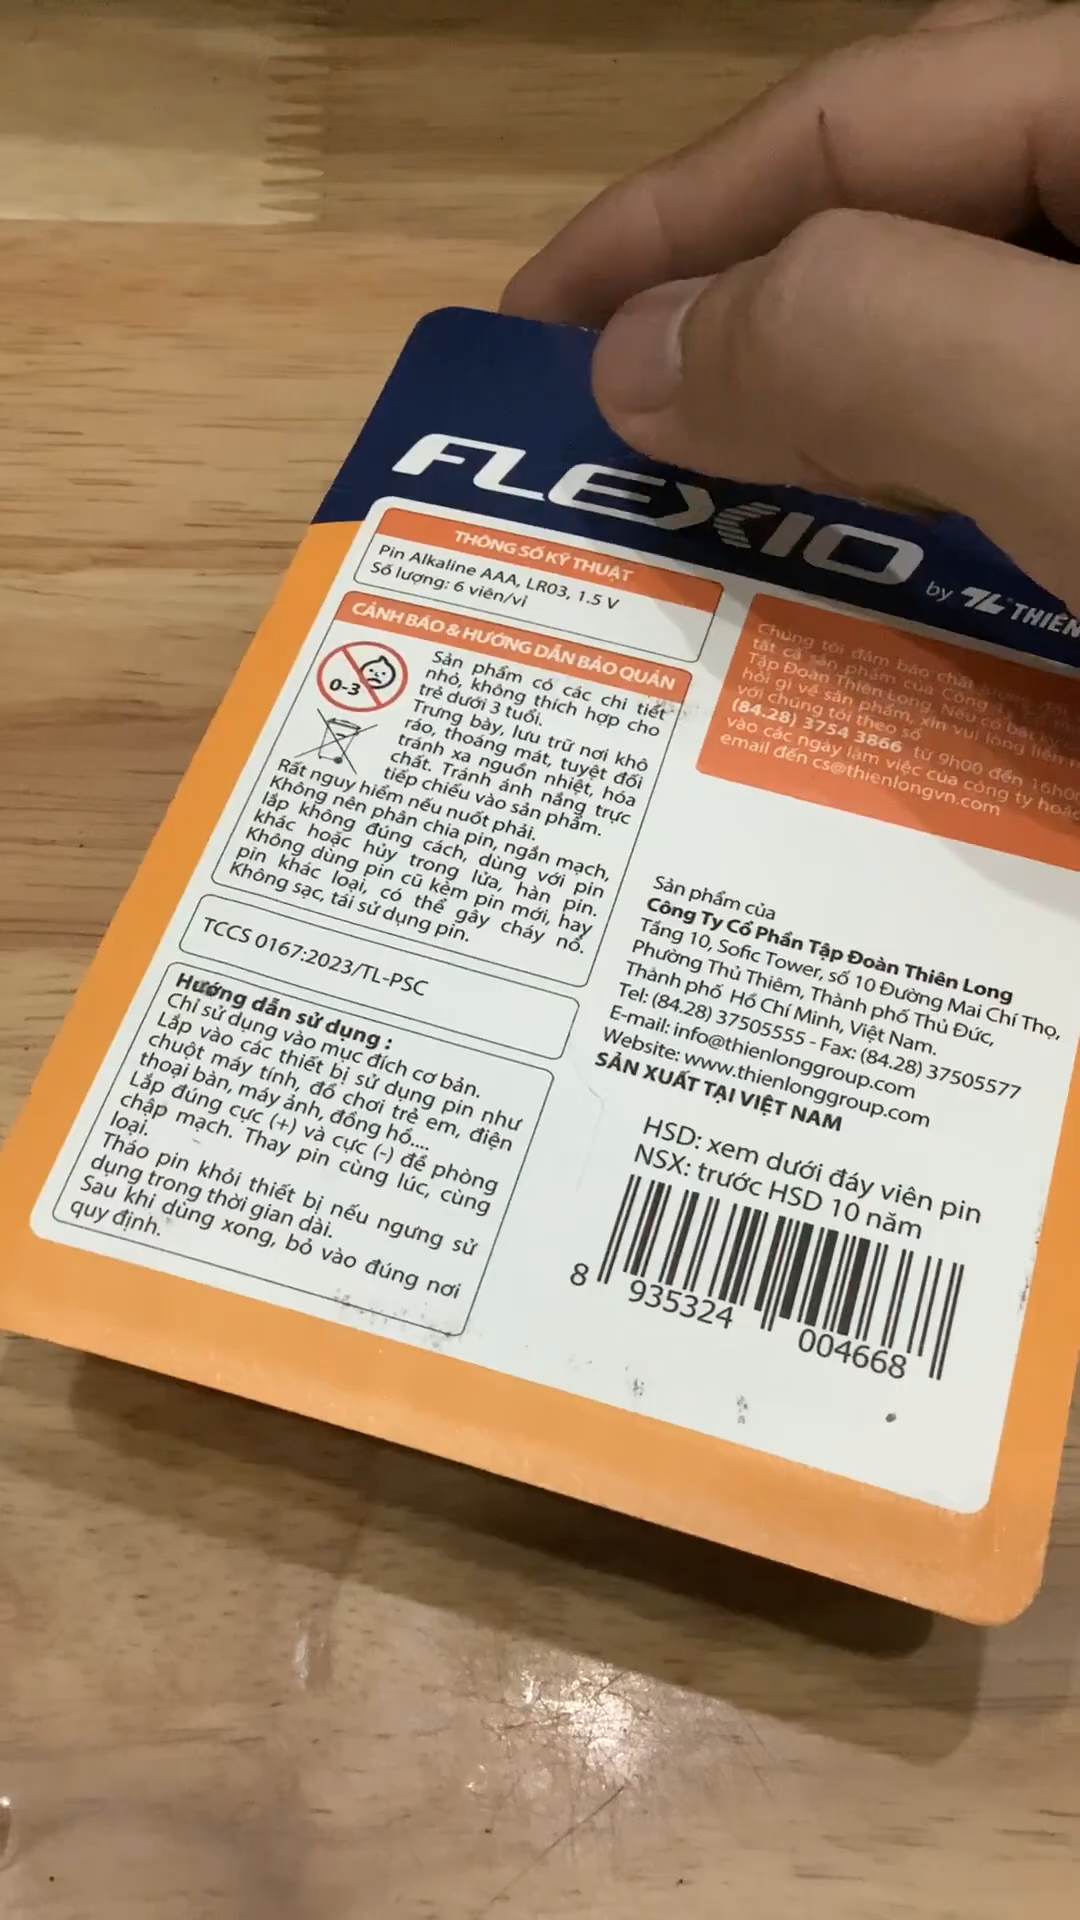 FLEXIO
by TL THIÊN
THÔNG SỐ KỸ THUẬT
Pin Alkaline AAA, LR03, 1.5 V
Số lượng: 6 viên/vỉ
CẢNH BÁO & HƯỚNG DẪN BẢO QUẢN
0-3
Sản phẩm có các chi tiết
nhỏ, không thích hợp cho
trẻ dưới 3 tuổi.
Trưng bày, lưu trữ nơi khô
ráo, thoáng mát, tuyệt đối
tránh xa nguồn nhiệt, hóa
chất. Tránh ánh nắng trực
tiếp chiếu vào sản phẩm.
Rất nguy hiểm nếu nuốt phải.
Không nên phân chia pin, ngắn mạch,
lắp không đúng cách, dùng với pin
khác hoặc hủy trong lửa, hàn pin.
Không dùng pin cũ kèm pin mới, hay
pin khác loại, có thể gây cháy nổ.
Không sạc, tái sử dụng pin.
TCCS 0167:2023/TL-PSC
Hướng dẫn sử dụng :
Chỉ sử dụng vào mục đích cơ bản.
Lắp vào các thiết bị sử dụng pin như
chuột máy tính, đồ chơi trẻ em, điện
thoại bàn, máy ảnh, đồng hồ....
Lắp đúng cực (+) và cực (-) để phòng
chập mạch. Thay pin cùng lúc, cùng
loại.
Tháo pin khỏi thiết bị nếu ngưng sử
dụng trong thời gian dài.
Sau khi dùng xong, bỏ vào đúng nơi
quy định.
Chúng tôi đảm bảo chất lượng
tất cả sản phẩm của Công
Tập Đoàn Thiên Long. Nếu có bất kỳ
hỏi gì về sản phẩm, xin vui lòng liên
với chúng tôi theo số
(84.28) 3754 3866 từ 9h00 đến 16h0
vào các ngày làm việc của công ty hoặc
email đến cs@thienlongvn.com
Sản phẩm của
Công Ty Cổ Phần Tập Đoàn Thiên Long
Tầng 10, Sofic Tower, số 10 Đường Mai Chí Thọ,
Phường Thủ Thiêm, Thành phố Thủ Đức,
Thành phố Hồ Chí Minh, Việt Nam.
Tel: (84.28) 37505555 - Fax: (84.28) 37505577
E-mail: info@thienlonggroup.com
Website: www.thienlonggroup.com
SẢN XUẤT TẠI VIỆT NAM
HSD: xem dưới đáy viên pin
NSX: trước HSD 10 năm
8 935324 004668